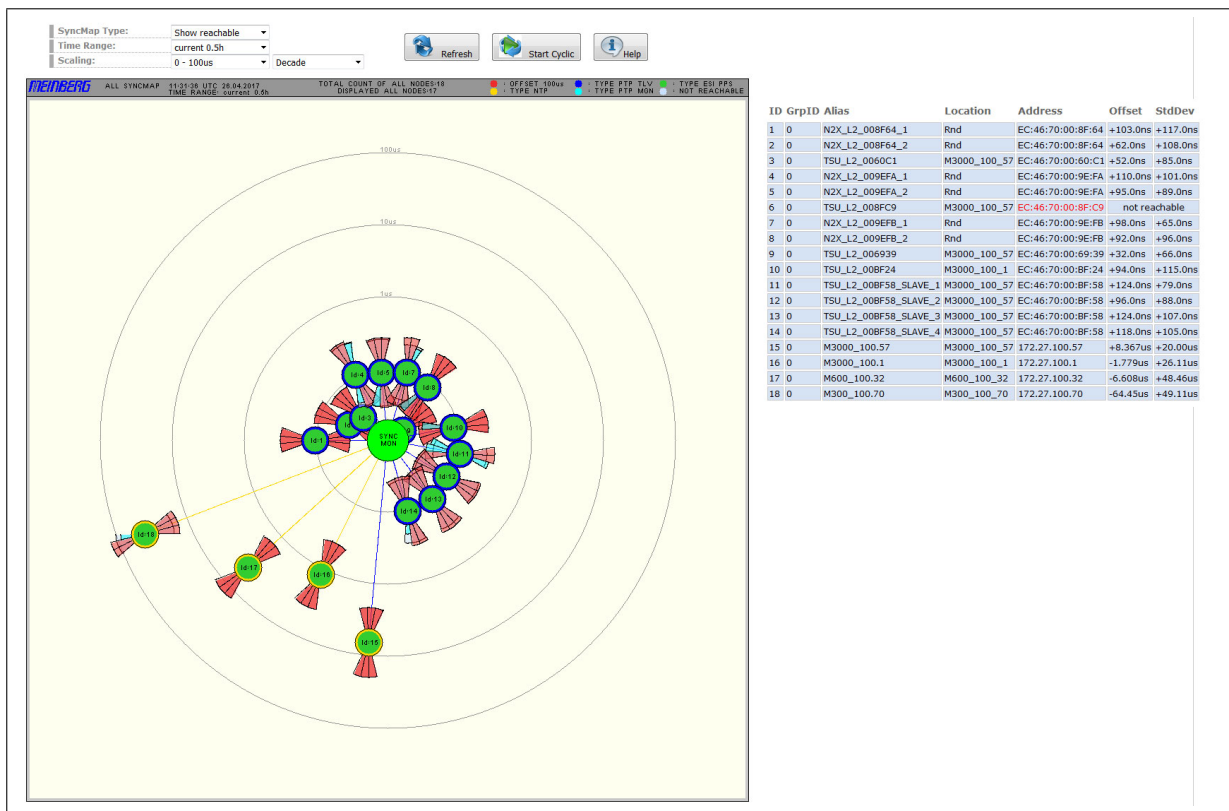 SyncMap Type: Show reachable
Time Range: current 0.5h
Scaling: 0 - 100us Decade
Refresh
Start Cyclic
Help
MEINBERG ALL SYNCMAP 11:31:38 UTC 28.04.2017 TOTAL COUNT OF ALL NODES-18 : OFFSET 100us : TYPE PTP TLV : TYPE ESI PPS
TIME RANGE: current 0.5h DISPLAYED ALL NODES-17 : TYPE NTP : TYPE PTP MGN : NOT REACHABLE
100us
10us
1us
Id-4
Id-5
Id-7
Id-8
Id-3
Id-1
SYNC
MON
Id-10
Id-11
Id-12
Id-13
Id-14
Id-18
Id-17
Id-16
Id-15
ID GrpID Alias Location Address Offset StdDev
1 0 N2X_L2_008F64_1 Rnd EC:46:70:00:8F:64 +103.0ns +117.0ns
2 0 N2X_L2_008F64_2 Rnd EC:46:70:00:8F:64 +62.0ns +108.0ns
3 0 TSU_L2_0060C1 M3000_100_57 EC:46:70:00:60:C1 +52.0ns +85.0ns
4 0 N2X_L2_009EFA_1 Rnd EC:46:70:00:9E:FA +110.0ns +101.0ns
5 0 N2X_L2_009EFA_2 Rnd EC:46:70:00:9E:FA +95.0ns +89.0ns
6 0 TSU_L2_008FC9 M3000_100_57 EC:46:70:00:8F:C9 not reachable
7 0 N2X_L2_009EFB_1 Rnd EC:46:70:00:9E:FB +98.0ns +65.0ns
8 0 N2X_L2_009EFB_2 Rnd EC:46:70:00:9E:FB +92.0ns +96.0ns
9 0 TSU_L2_006939 M3000_100_57 EC:46:70:00:69:39 +32.0ns +66.0ns
10 0 TSU_L2_00BF24 M3000_100_1 EC:46:70:00:BF:24 +94.0ns +115.0ns
11 0 TSU_L2_00BF58_SLAVE_1 M3000_100_57 EC:46:70:00:BF:58 +124.0ns +79.0ns
12 0 TSU_L2_00BF58_SLAVE_2 M3000_100_57 EC:46:70:00:BF:58 +96.0ns +88.0ns
13 0 TSU_L2_00BF58_SLAVE_3 M3000_100_57 EC:46:70:00:BF:58 +124.0ns +107.0ns
14 0 TSU_L2_00BF58_SLAVE_4 M3000_100_57 EC:46:70:00:BF:58 +118.0ns +105.0ns
15 0 M3000_100.57 M3000_100_57 172.27.100.57 +8.367us +20.00us
16 0 M3000_100.1 M3000_100_1 172.27.100.1 -1.779us +26.11us
17 0 M600_100.32 M600_100_32 172.27.100.32 -6.608us +48.46us
18 0 M300_100.70 M300_100_70 172.27.100.70 -64.45us +49.11us